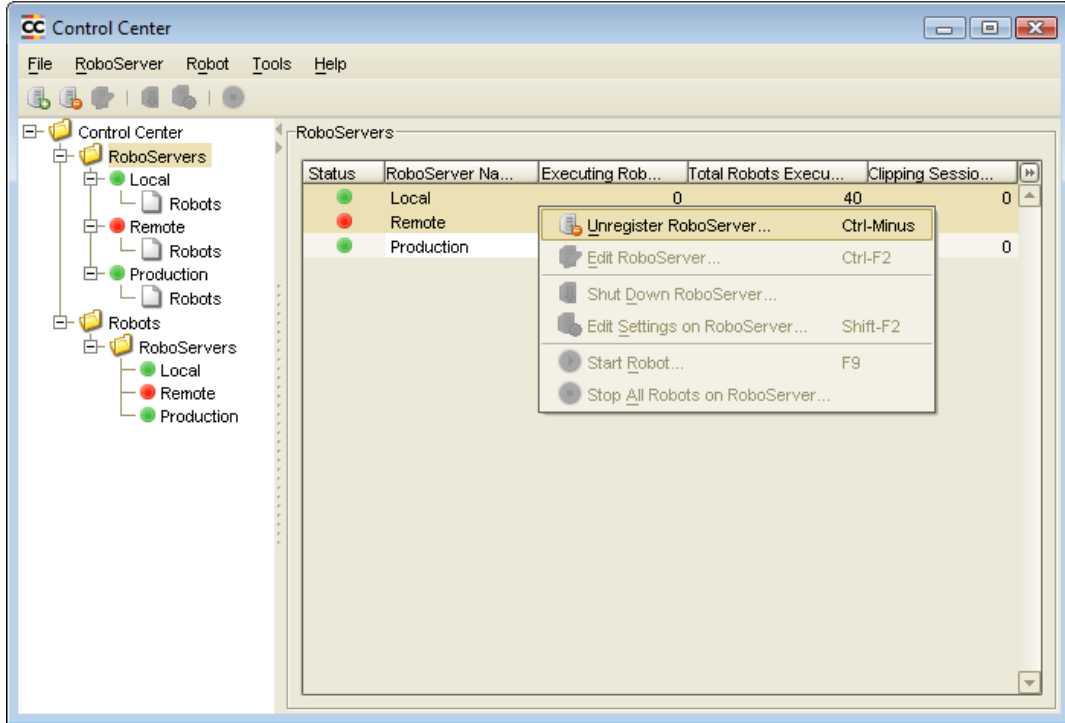 CC Control Center
File RoboServer Robot Tools Help
Control Center
RoboServers
Local
Robots
Remote
Robots
Production
Robots
Robots
RoboServers
Local
Remote
Production
RoboServers
Status RoboServer Na... Executing Rob... Total Robots Execu... Clipping Sessio...
Local 0 40 0
Remote
Production 0
Unregister RoboServer... Ctrl-Minus
Edit RoboServer... Ctrl-F2
Shut Down RoboServer...
Edit Settings on RoboServer... Shift-F2
Start Robot... F9
Stop All Robots on RoboServer...